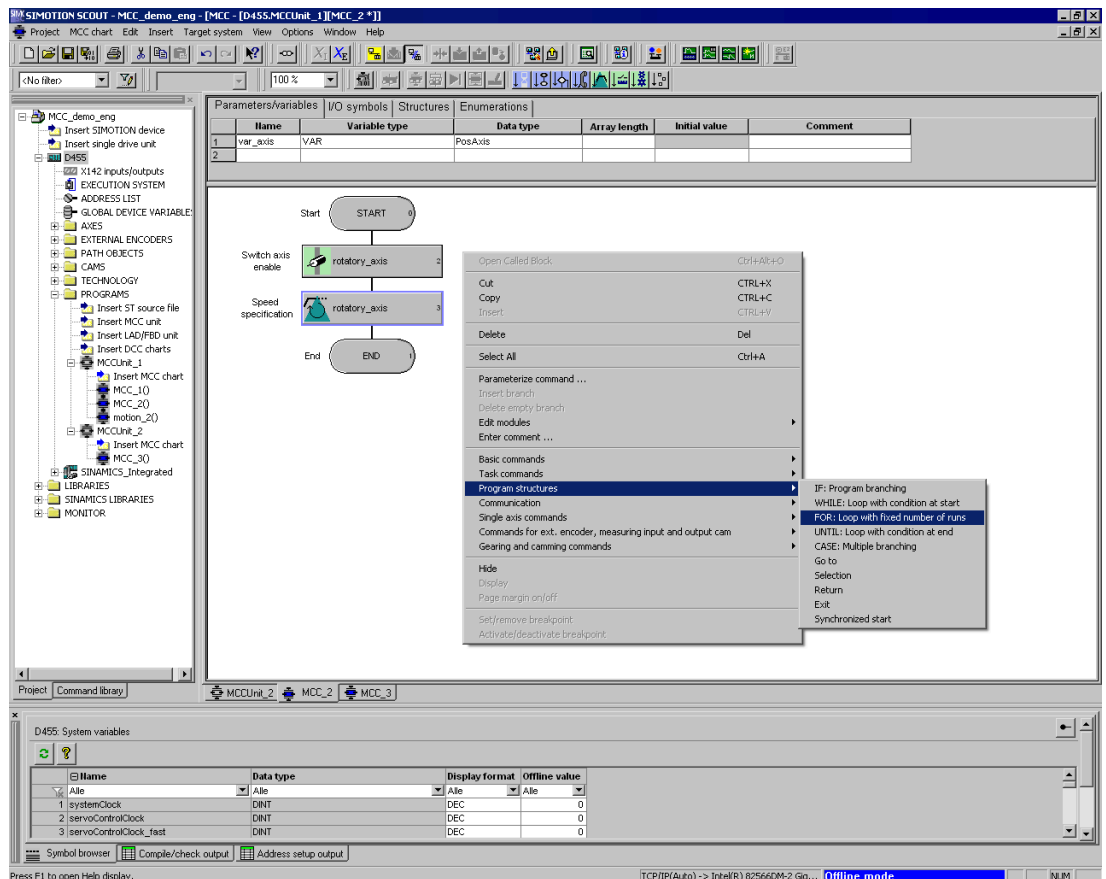 SIMOTION SCOUT - MCC_demo_eng - [MCC - [D455.MCCUnit_1][MCC_2 *]]
Project MCC chart Edit Insert Target system View Options Window Help
<No filter> 100 %
MCC_demo_eng
Insert SIMOTION device
Insert single drive unit
D455
X142 inputs/outputs
EXECUTION SYSTEM
ADDRESS LIST
GLOBAL DEVICE VARIABLE
AXES
EXTERNAL ENCODERS
PATH OBJECTS
CAMS
TECHNOLOGY
PROGRAMS
Insert ST source file
Insert MCC unit
Insert LAD/FBD unit
Insert DCC charts
MCCUnit_1
Insert MCC chart
MCC_1()
MCC_2()
motion_2()
MCCUnit_2
Insert MCC chart
MCC_3()
SINAMICS_Integrated
LIBRARIES
SINAMICS LIBRARIES
MONITOR
Project Command library
Parameters/variables I/O symbols Structures Enumerations
Name Variable type Data type Array length Initial value Comment
1 var_axis VAR PosAxis
2
Start START 0
Switch axis enable rotatory_axis 2
Speed specification rotatory_axis 3
End END 1
Open Called Block Ctrl+Alt+O
Cut CTRL+X
Copy CTRL+C
Insert CTRL+V
Delete Del
Select All Ctrl+A
Parameterize command ...
Insert branch
Delete empty branch
Edit modules
Enter comment ...
Basic commands
Task commands
Program structures
Communication
Single axis commands
Commands for ext. encoder, measuring input and output cam
Gearing and camming commands
Hide
Display
Page margin on/off
Set/remove breakpoint
Activate/deactivate breakpoint
IF: Program branching
WHILE: Loop with condition at start
FOR: Loop with fixed number of runs
UNTIL: Loop with condition at end
CASE: Multiple branching
Go to
Selection
Return
Exit
Synchronized start
MCCUnit_2 MCC_2 MCC_3
D455: System variables
Name Data type Display format Offline value
Alle Alle Alle Alle
1 systemClock DINT DEC 0
2 servoControlClock DINT DEC 0
3 servoControlClock_fast DINT DEC 0
Symbol browser Compile/check output Address setup output
Press F1 to open Help display. TCP/IP(Auto) -> Intel(R) 82566DM-2 Gig... Offline mode NUM